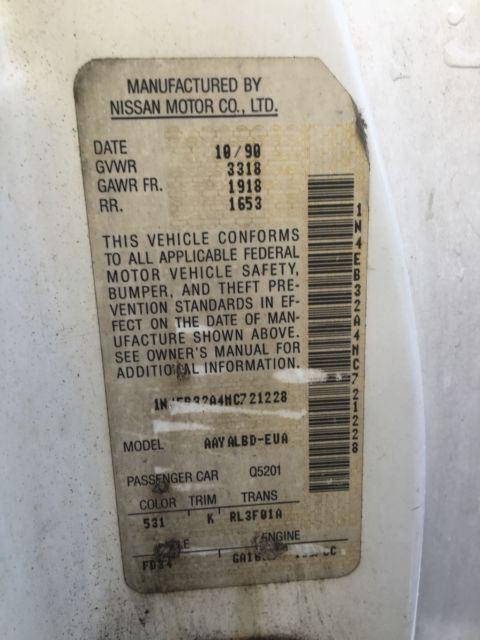 MANUFACTURED BY
NISSAN MOTOR CO., LTD.
DATE 10/90
GVWR 3318
GAWR FR. 1918
RR. 1653
THIS VEHICLE CONFORMS
TO ALL APPLICABLE FEDERAL
MOTOR VEHICLE SAFETY,
BUMPER, AND THEFT PRE-
VENTION STANDARDS IN EF-
FECT ON THE DATE OF MAN-
UFACTURE SHOWN ABOVE.
SEE OWNER'S MANUAL FOR
ADDITIONAL INFORMATION.
1N4EB32A4MC721228
1N4EB32A4MC721228
MODEL AAYALBD-EUA
PASSENGER CAR Q5201
COLOR TRIM TRANS
531 K RL3F01A
ENGINE